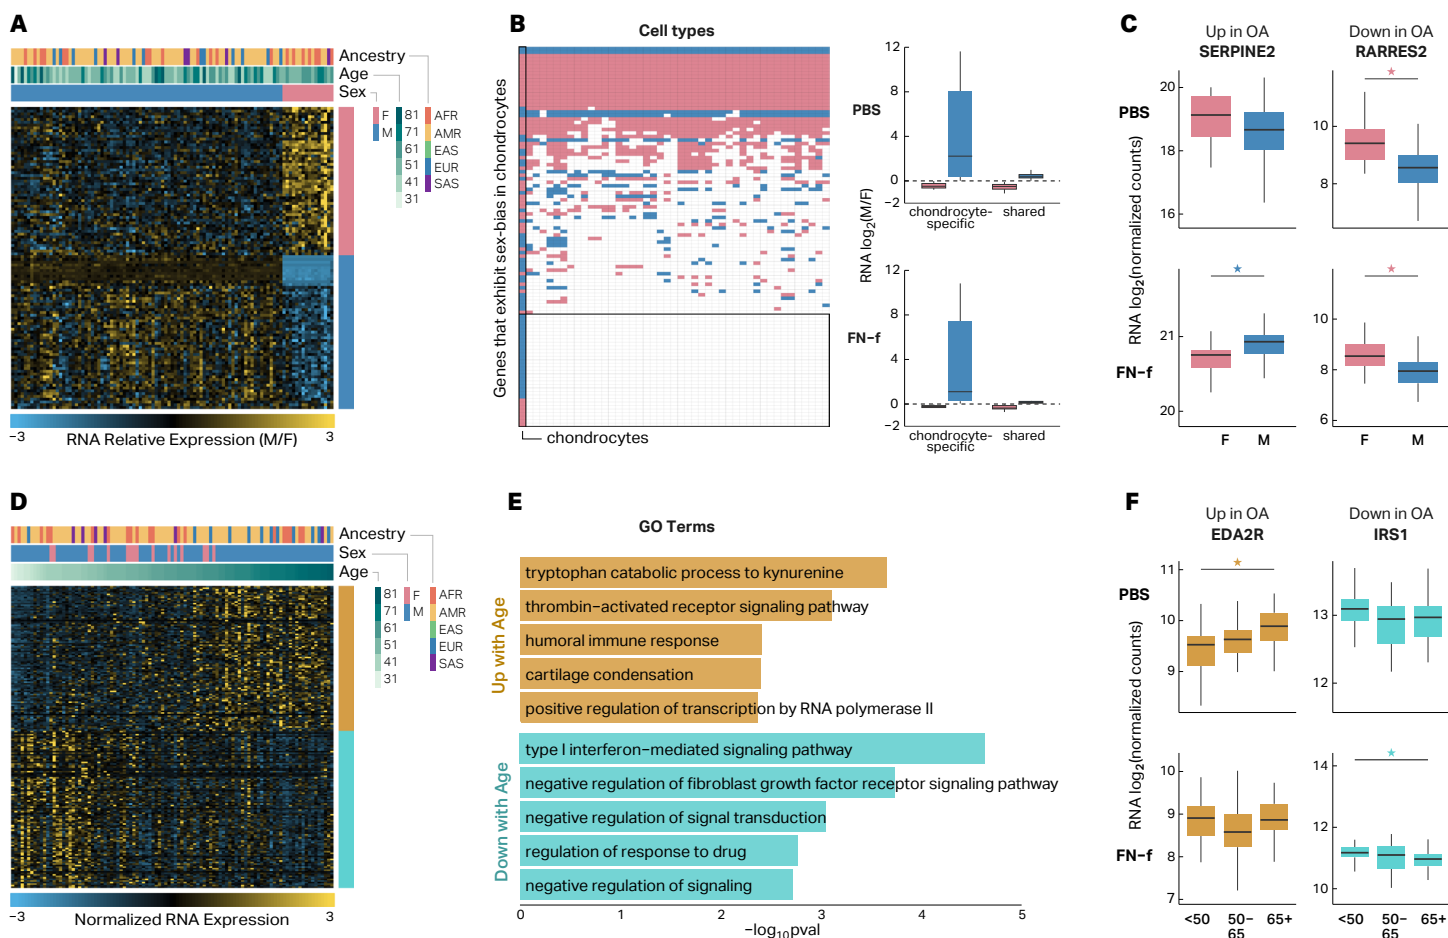 A
Ancestry
Age
Sex
F
M
81
71
61
51
41
31
AFR
AMR
EAS
EUR
SAS
−3
RNA Relative Expression (M/F)
3
B
Cell types
Genes that exhibit sex-bias in chondrocytes
chondrocytes
RNA log2(M/F)
PBS
12
8
4
0
−2
chondrocyte-
specific
shared
FN−f
12
8
4
0
−2
chondrocyte-
specific
shared
C
Up in OA
SERPINE2
Down in OA
RARRES2
RNA log2(normalized counts)
PBS
20
18
16
10
8
FN−f
21
20
10
8
6
F
M
F
M
D
Ancestry
Sex
Age
81
71
61
51
41
31
F
M
AFR
AMR
EAS
EUR
SAS
−3
Normalized RNA Expression
3
E
GO Terms
Up with Age
tryptophan catabolic process to kynurenine
thrombin−activated receptor signaling pathway
humoral immune response
cartilage condensation
positive regulation of transcription by RNA polymerase II
Down with Age
type I interferon−mediated signaling pathway
negative regulation of fibroblast growth factor receptor signaling pathway
negative regulation of signal transduction
regulation of response to drug
negative regulation of signaling
0
1
2
3
4
5
−log10pval
F
Up in OA
EDA2R
Down in OA
IRS1
RNA log2(normalized counts)
PBS
11
10
9
13
12
FN−f
10
9
8
7
14
12
10
<50
50−
65
65+
<50
50−
65
65+